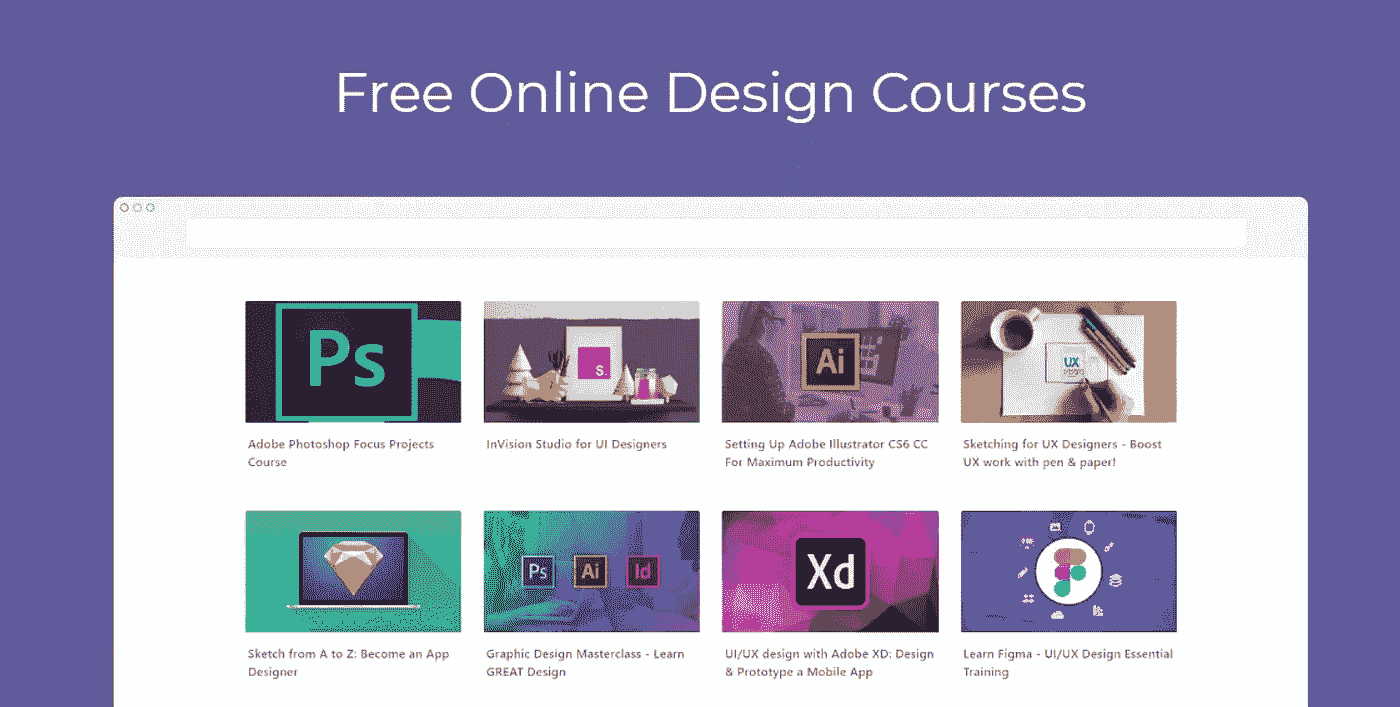 Free Online Design Courses
Ps
S.
Ai
UX
Adobe Photoshop Focus Projects
Course
InVision Studio for UI Designers
Setting Up Adobe Illustrator CS6 CC
For Maximum Productivity
Sketching for UX Designers - Boost
UX work with pen & paper!
Ps
Ai
Id
Xd
Sketch from A to Z: Become an App
Designer
Graphic Design Masterclass - Learn
GREAT Design
UI/UX design with Adobe XD: Design
& Prototype a Mobile App
Learn Figma - UI/UX Design Essential
Training